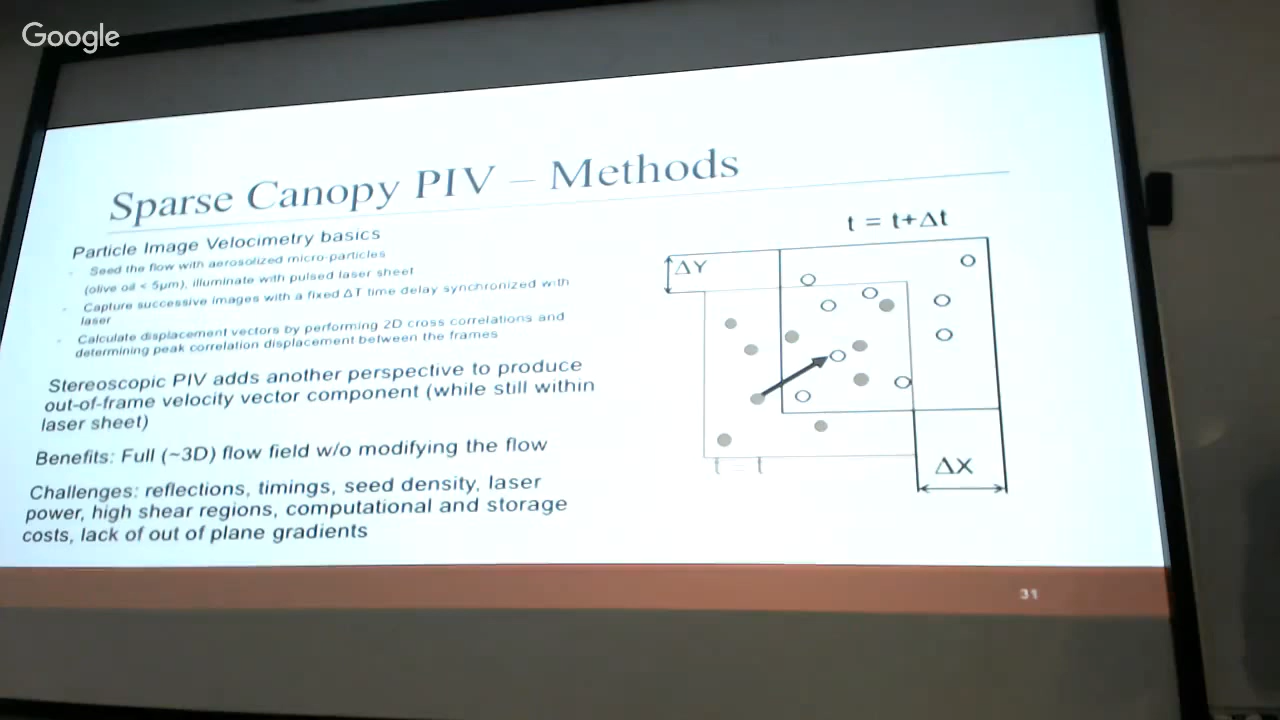 Google
Sparse Canopy PIV – Methods
Particle Image Velocimetry basics
- Seed the flow with aerosolized micro-particles
(olive oil < 5µm), illuminate with pulsed laser sheet
- Capture successive images with a fixed ΔT time delay synchronized with
laser
- Calculate displacement vectors by performing 2D cross correlations and
determining peak correlation displacement between the frames
Stereoscopic PIV adds another perspective to produce
out-of-frame velocity vector component (while still within
laser sheet)
Benefits: Full (~3D) flow field w/o modifying the flow
Challenges: reflections, timings, seed density, laser
power, high shear regions, computational and storage
costs, lack of out of plane gradients
t = t+Δt
ΔY
t = t
ΔX
31